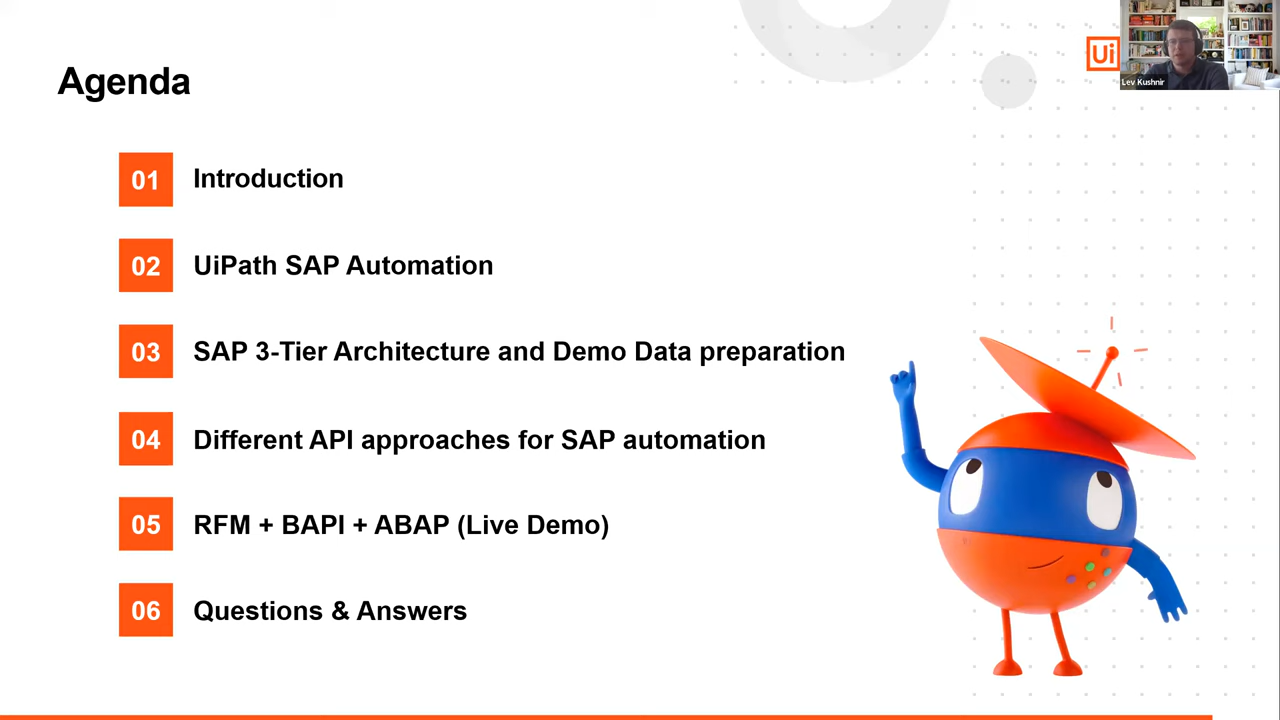 Agenda
Ui
Lev Kushnir
01 Introduction
02 UiPath SAP Automation
03 SAP 3-Tier Architecture and Demo Data preparation
04 Different API approaches for SAP automation
05 RFM + BAPI + ABAP (Live Demo)
06 Questions & Answers